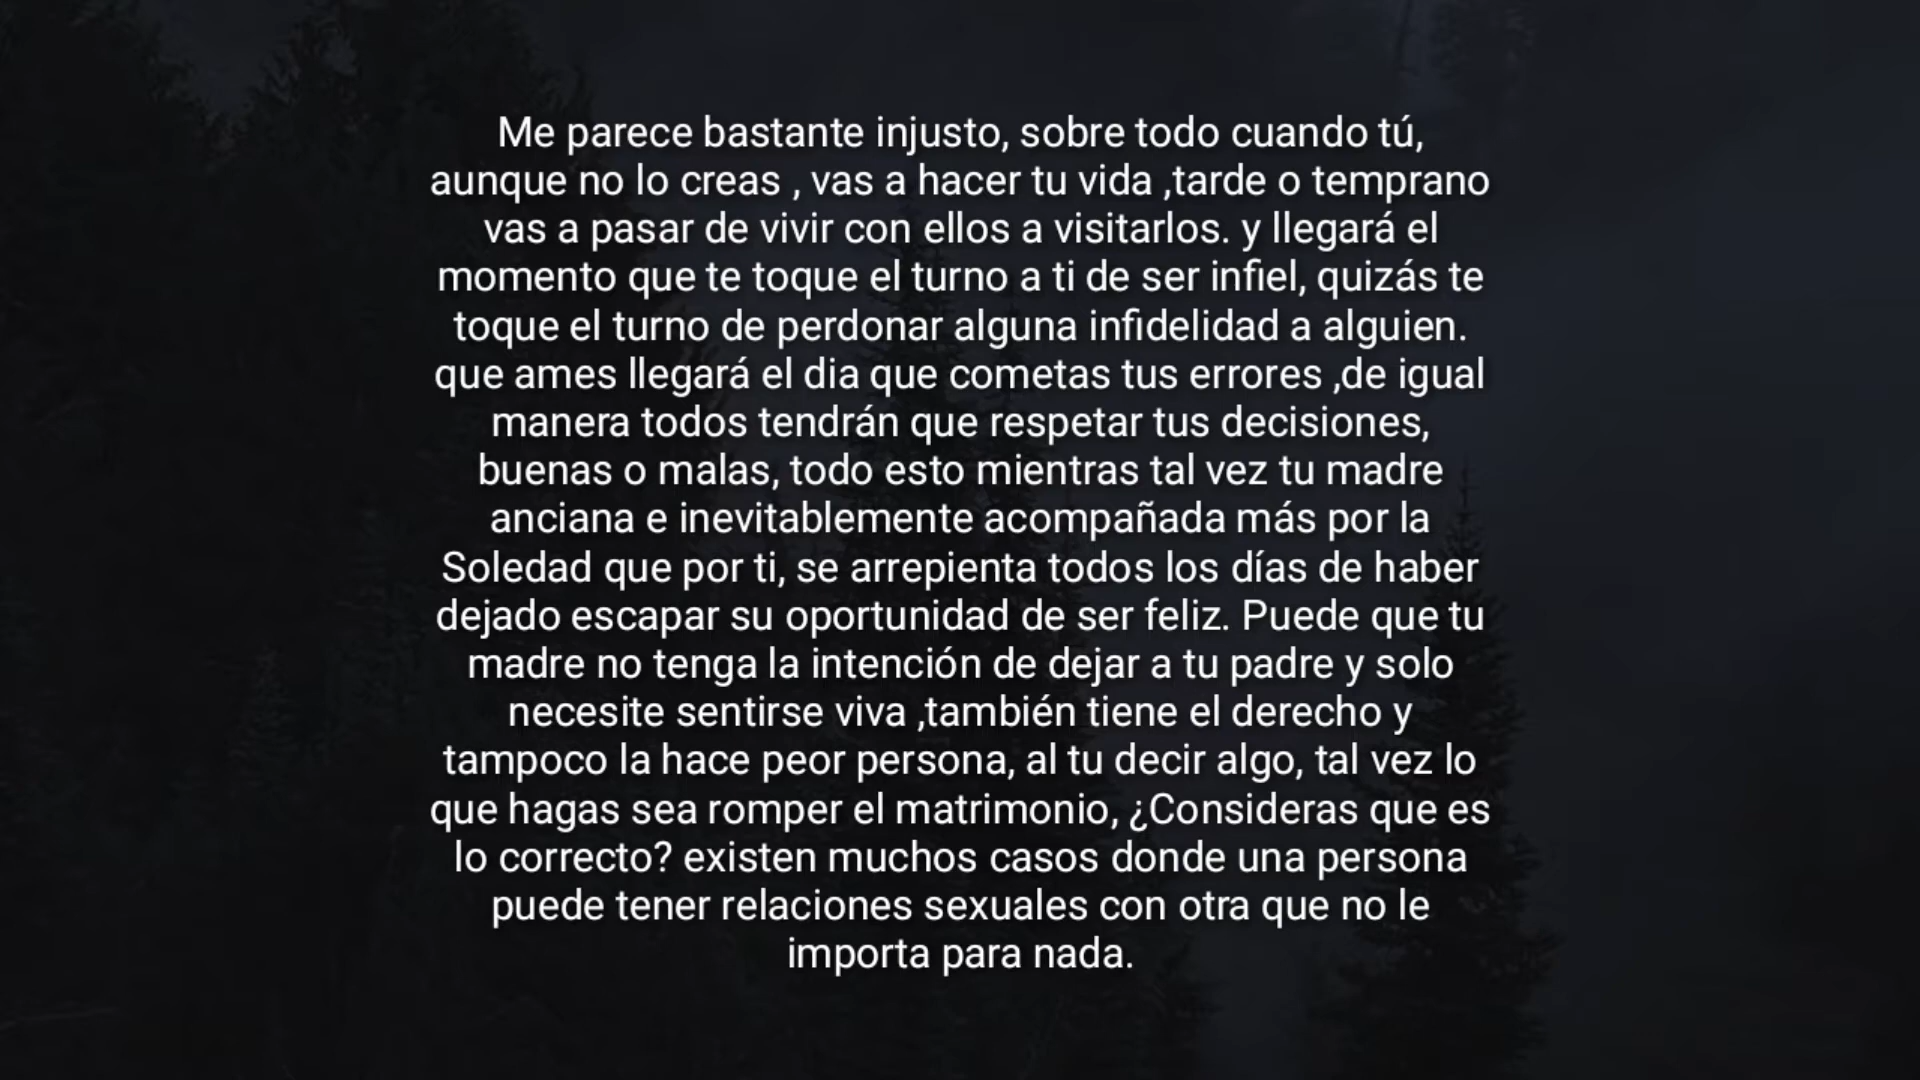 Me parece bastante injusto, sobre todo cuando tú,
aunque no lo creas , vas a hacer tu vida ,tarde o temprano
vas a pasar de vivir con ellos a visitarlos. y llegará el
momento que te toque el turno a ti de ser infiel, quizás te
toque el turno de perdonar alguna infidelidad a alguien.
que ames llegará el dia que cometas tus errores ,de igual
manera todos tendrán que respetar tus decisiones,
buenas o malas, todo esto mientras tal vez tu madre
anciana e inevitablemente acompañada más por la
Soledad que por ti, se arrepienta todos los días de haber
dejado escapar su oportunidad de ser feliz. Puede que tu
madre no tenga la intención de dejar a tu padre y solo
necesite sentirse viva ,también tiene el derecho y
tampoco la hace peor persona, al tu decir algo, tal vez lo
que hagas sea romper el matrimonio, ¿Consideras que es
lo correcto? existen muchos casos donde una persona
puede tener relaciones sexuales con otra que no le
importa para nada.